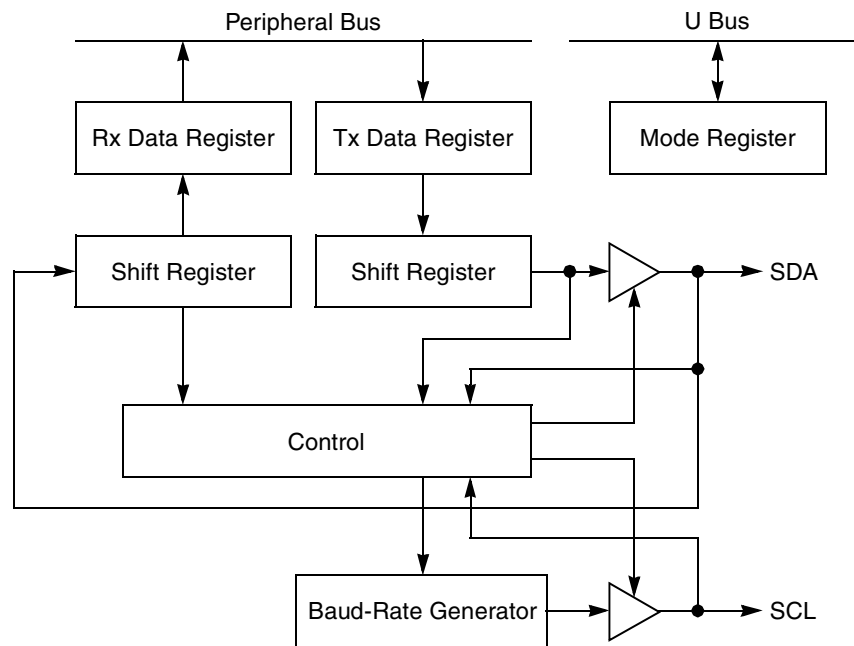 Peripheral Bus
U Bus
Rx Data Register
Tx Data Register
Mode Register
Shift Register
Shift Register
SDA
Control
Baud-Rate Generator
SCL